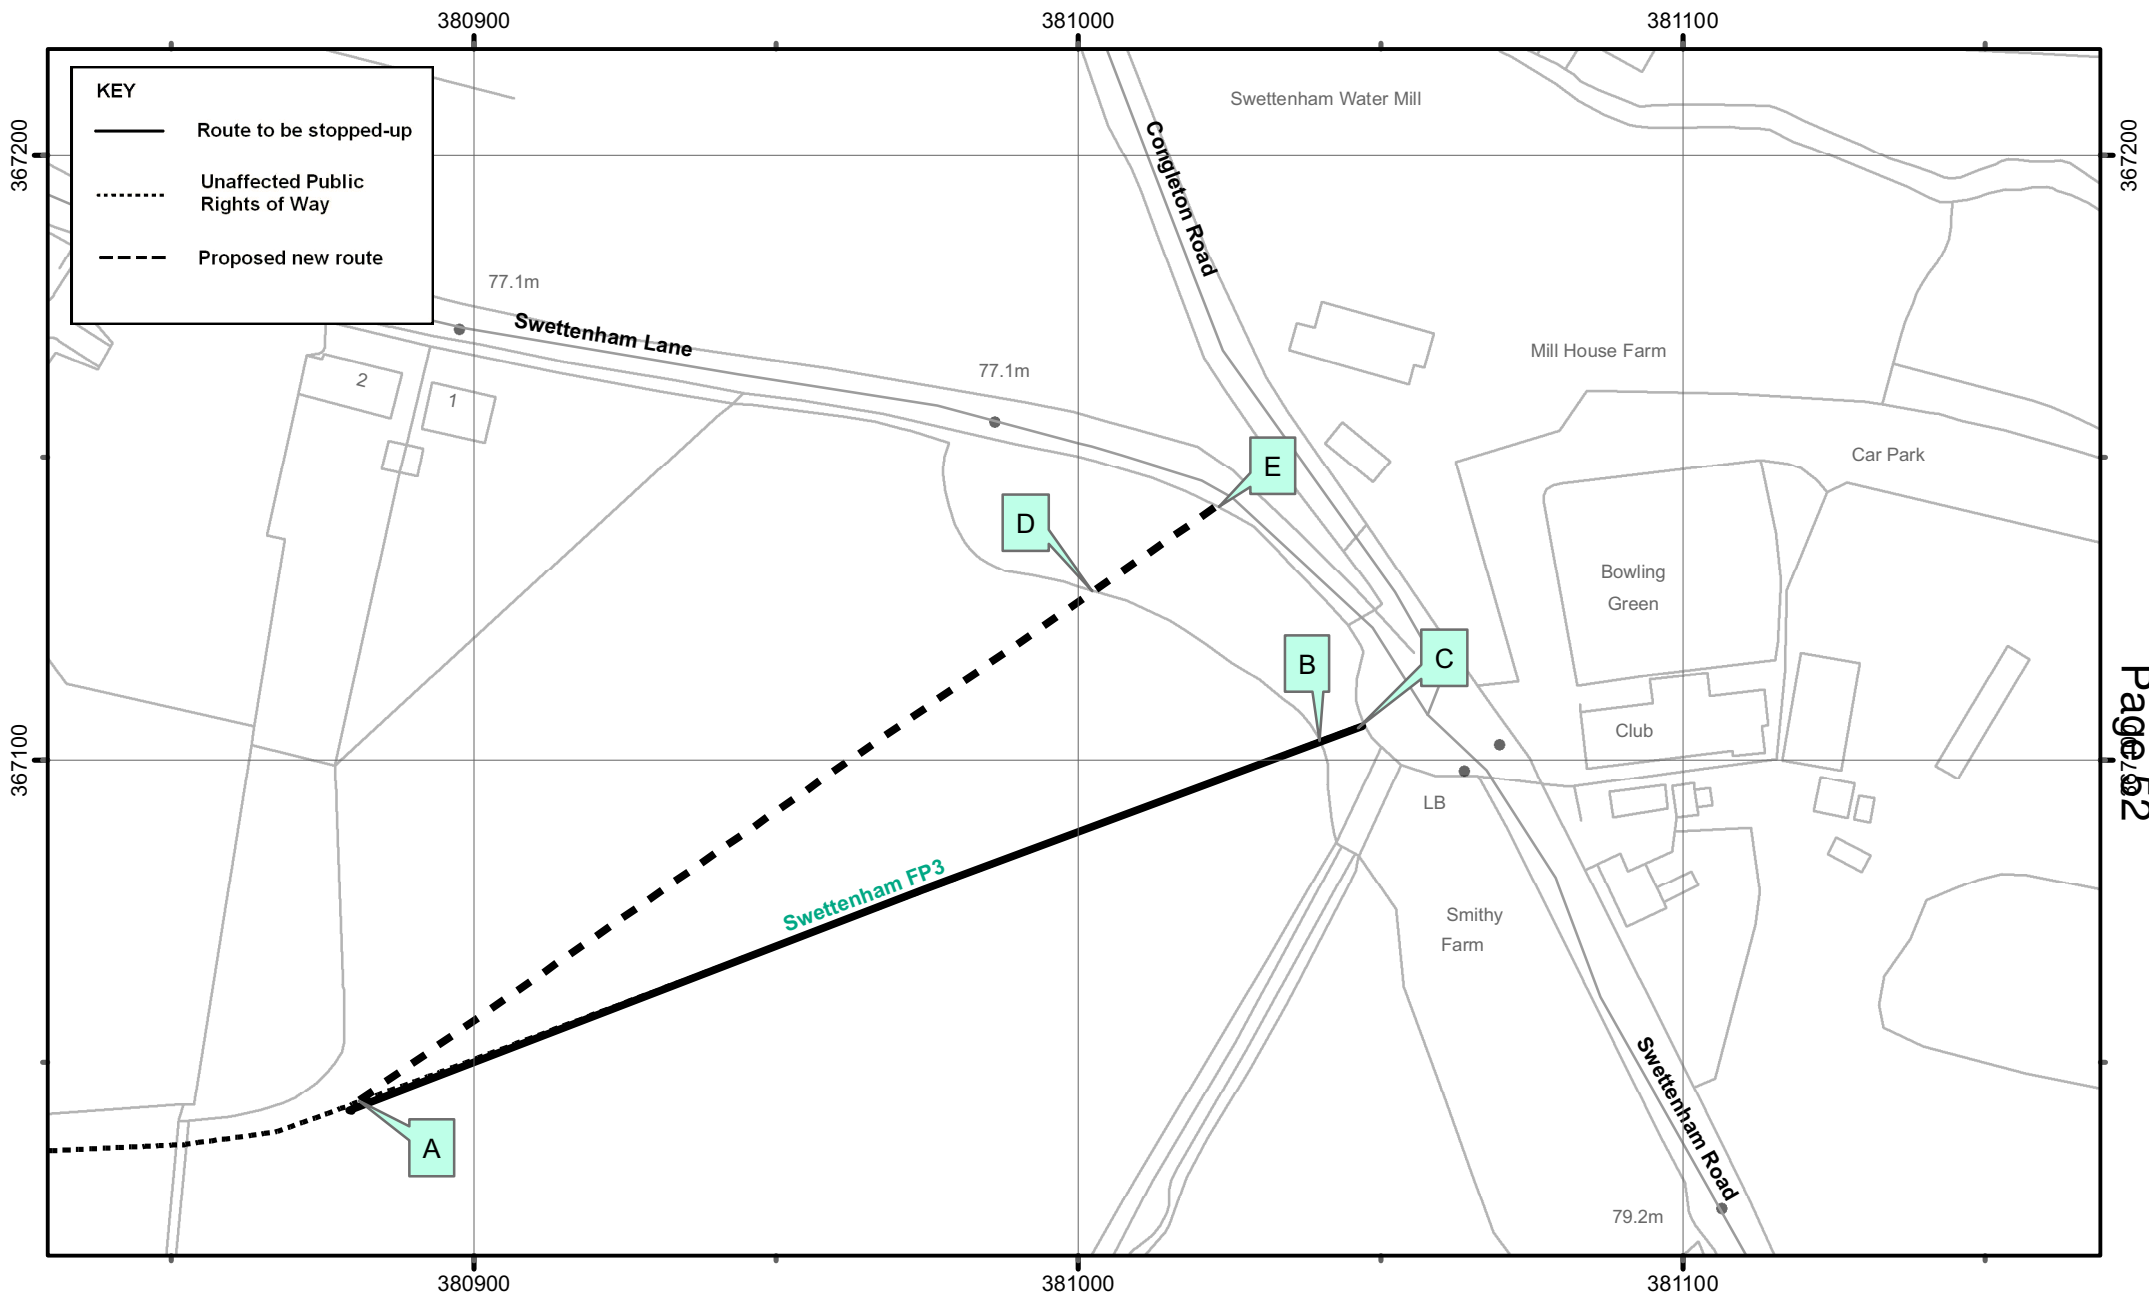 380900
381000
381100
KEY
Route to be stopped-up
Unaffected Public
Rights of Way
Proposed new route
367200
367200
Swettenham Water Mill
Congleton Road
77.1m
Swettenham Lane
77.1m
Mill House Farm
2
1
Car Park
E
D
Bowling
Green
B
C
Club
367100
Page 52
LB
Swettenham FP3
Smithy
Farm
A
Swettenham Road
79.2m
380900
381000
381100